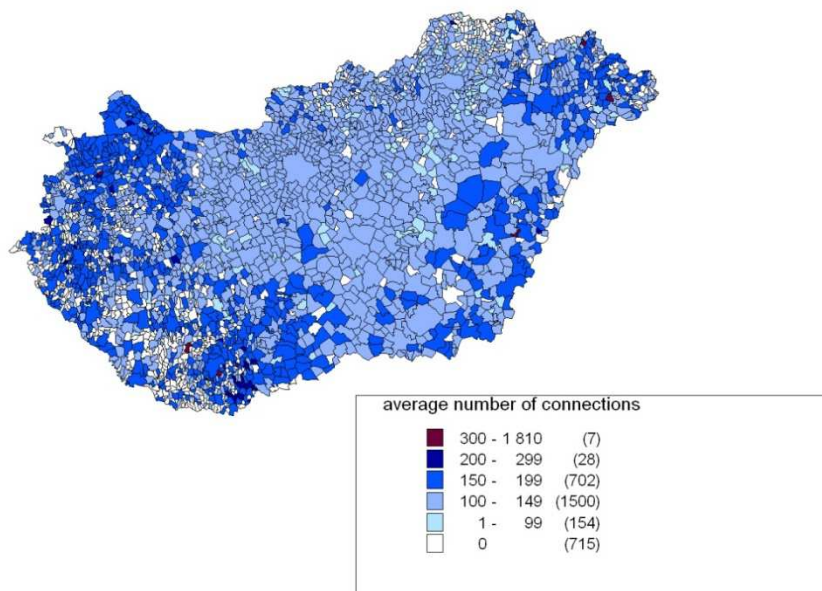 average number of connections
300 - 1 810 (7)
200 - 299 (28)
150 - 199 (702)
100 - 149 (1500)
1 - 99 (154)
0 (715)